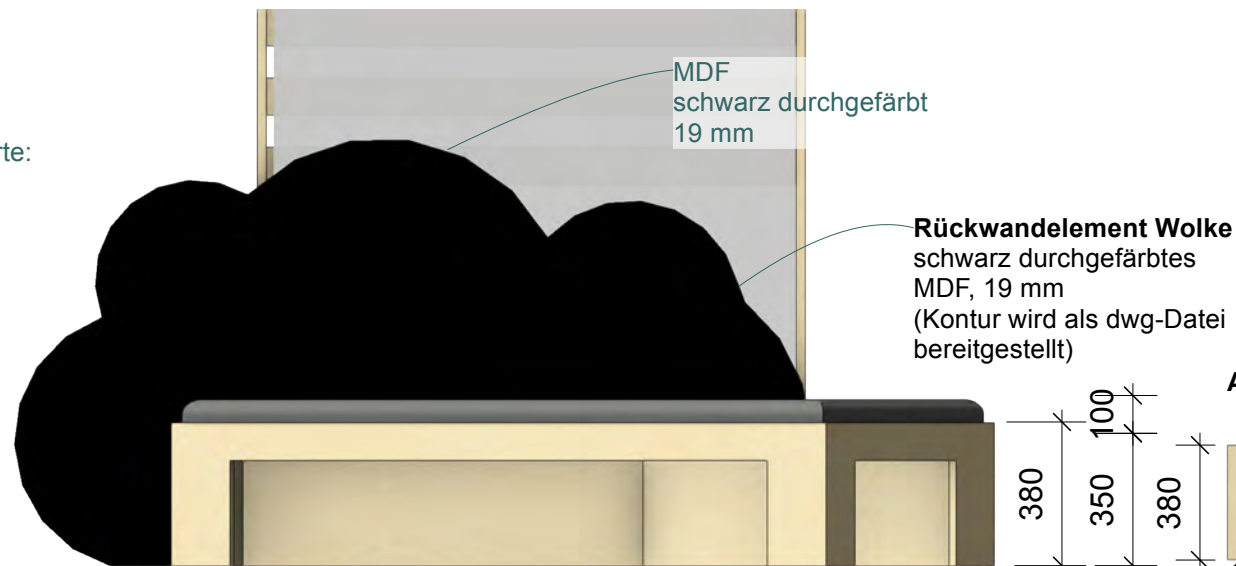 MDF
schwarz durchgefärbt
19 mm
rte:
Rückwandelement Wolke
schwarz durchgefärbtes
MDF, 19 mm
(Kontur wird als dwg-Datei
bereitgestellt)
A
100
380
350
380